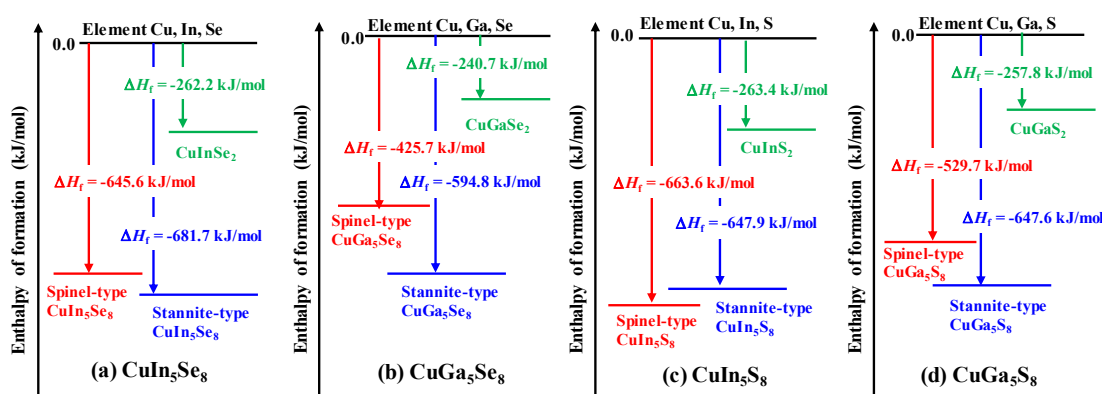 Enthalpy of formation (kJ/mol)
0.0
Element Cu, In, Se
ΔHf = -262.2 kJ/mol
CuInSe2
ΔHf = -645.6 kJ/mol
ΔHf = -681.7 kJ/mol
Spinel-type
CuIn5Se8
Stannite-type
CuIn5Se8
(a) CuIn5Se8
Enthalpy of formation (kJ/mol)
0.0
Element Cu, Ga, Se
ΔHf = -240.7 kJ/mol
CuGaSe2
ΔHf = -425.7 kJ/mol
ΔHf = -594.8 kJ/mol
Spinel-type
CuGa5Se8
Stannite-type
CuGa5Se8
(b) CuGa5Se8
Enthalpy of formation (kJ/mol)
0.0
Element Cu, In, S
ΔHf = -263.4 kJ/mol
CuInS2
ΔHf = -663.6 kJ/mol
ΔHf = -647.9 kJ/mol
Spinel-type
CuIn5S8
Stannite-type
CuIn5S8
(c) CuIn5S8
Enthalpy of formation (kJ/mol)
0.0
Element Cu, Ga, S
ΔHf = -257.8 kJ/mol
CuGaS2
ΔHf = -529.7 kJ/mol
ΔHf = -647.6 kJ/mol
Spinel-type
CuGa5S8
Stannite-type
CuGa5S8
(d) CuGa5S8